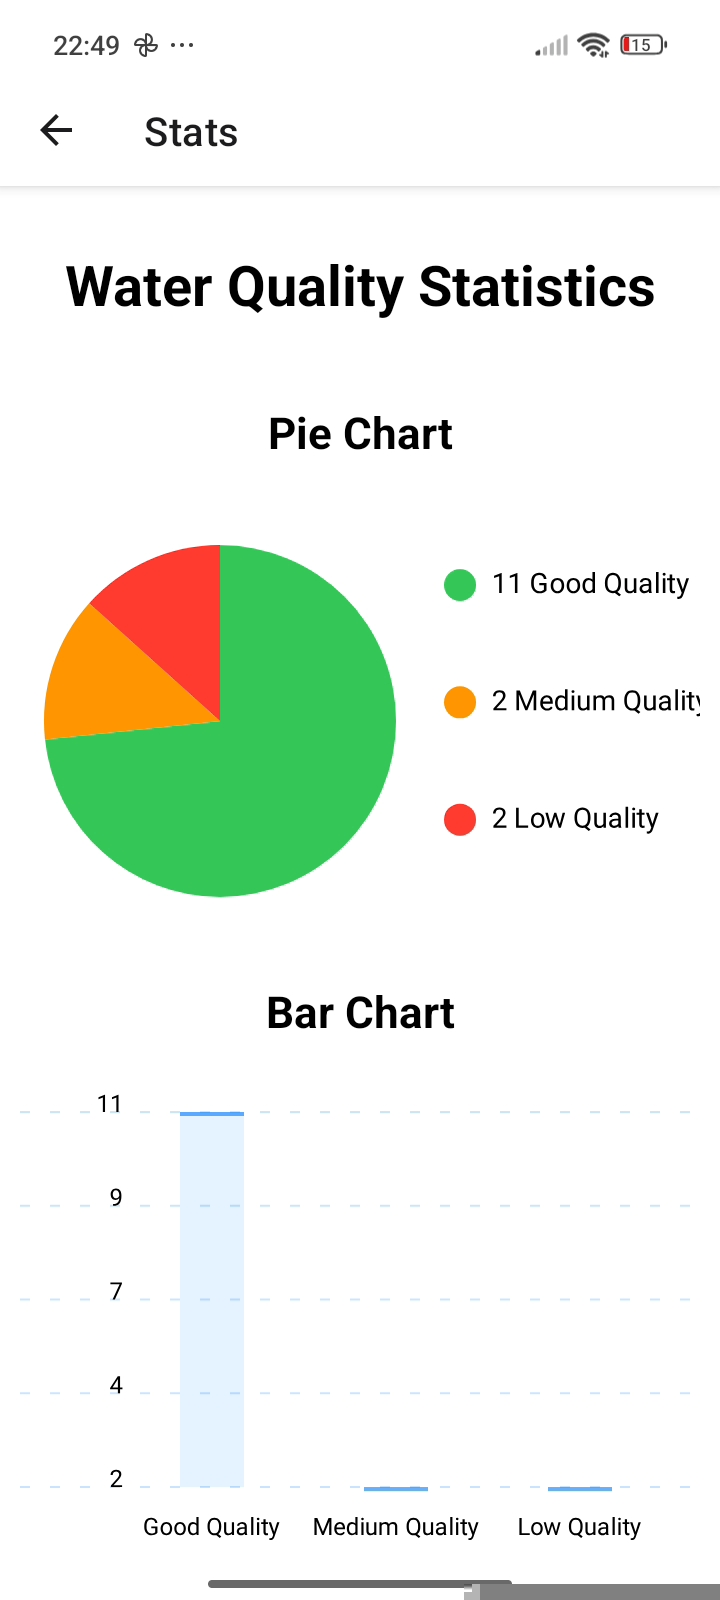 22:49
15
Stats
Water Quality Statistics
Pie Chart
11 Good Quality
2 Medium Quality
2 Low Quality
Bar Chart
11
9
7
4
2
Good Quality Medium Quality Low Quality